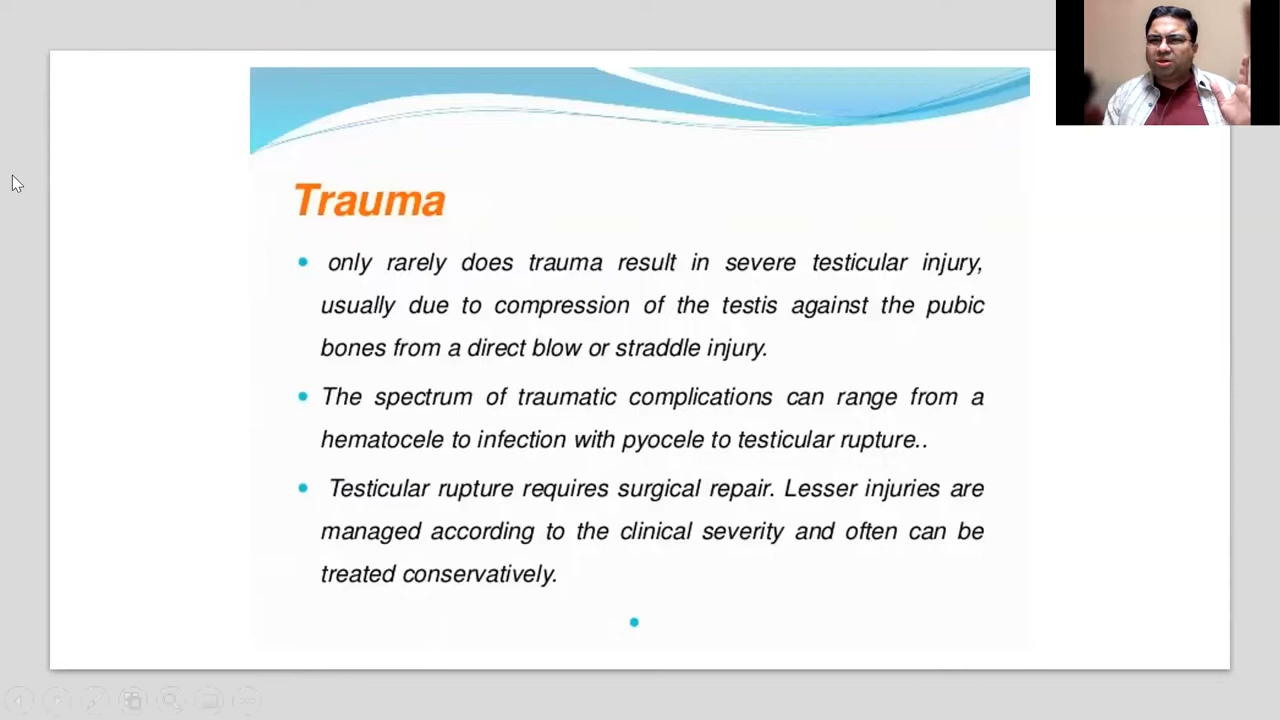 Trauma
only rarely does trauma result in severe testicular injury,
usually due to compression of the testis against the pubic
bones from a direct blow or straddle injury.
The spectrum of traumatic complications can range from a
hematocele to infection with pyocele to testicular rupture..
Testicular rupture requires surgical repair. Lesser injuries are
managed according to the clinical severity and often can be
treated conservatively.